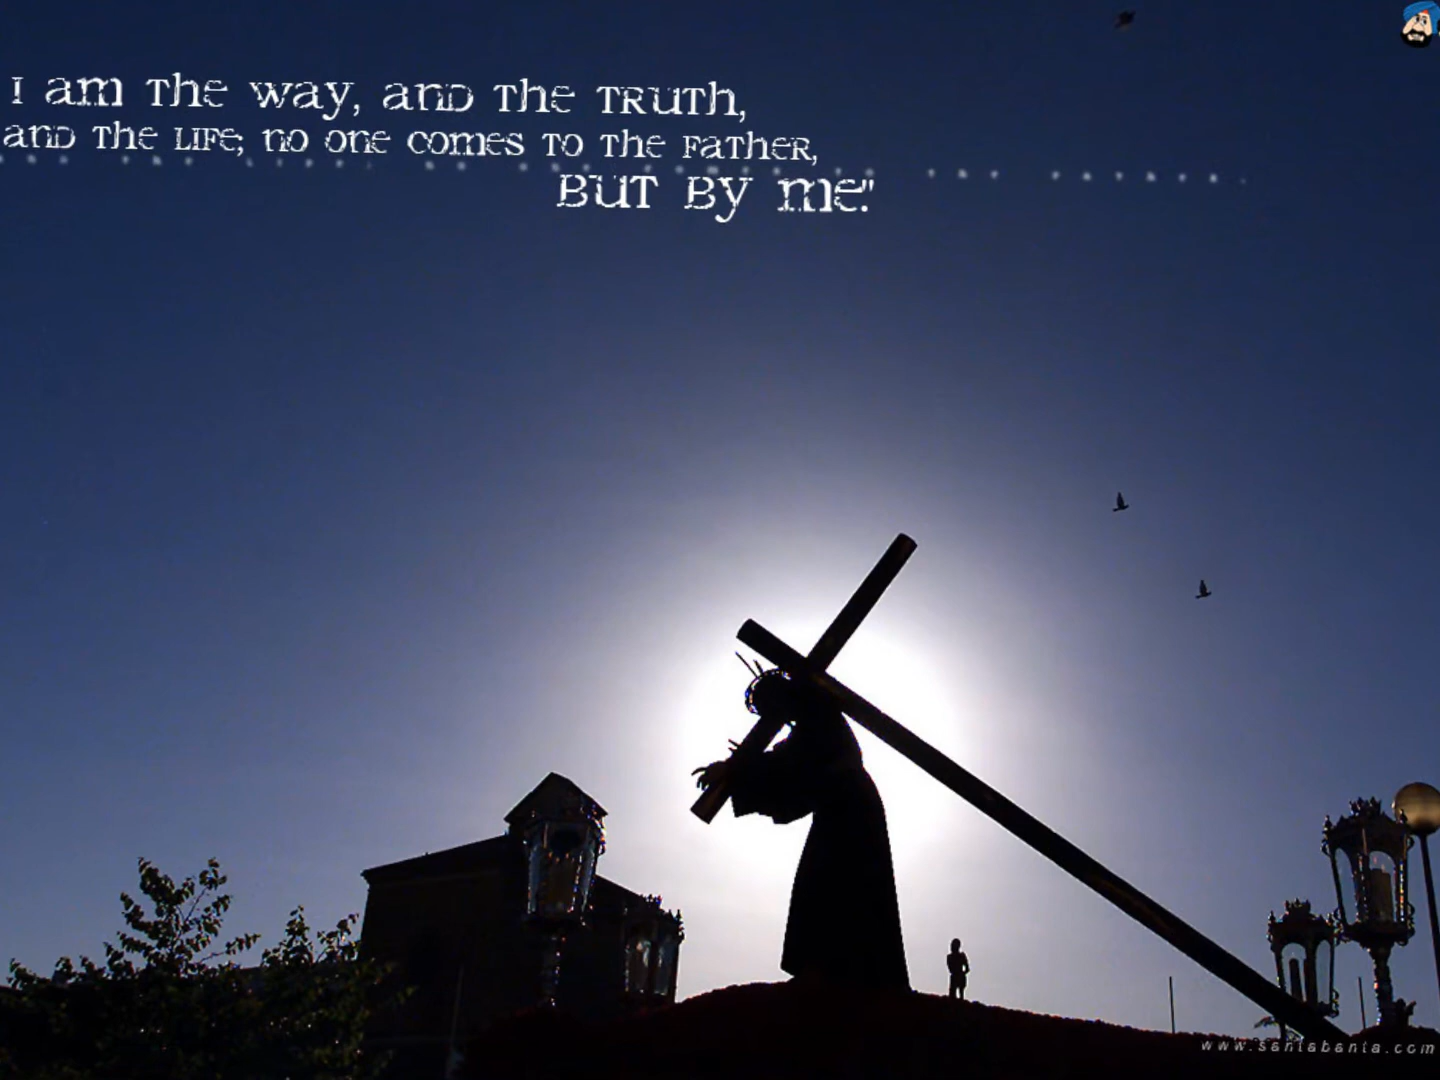 I am the way, and the truth,
and the life; no one comes to the Father,
but by me."
www.santabanta.com